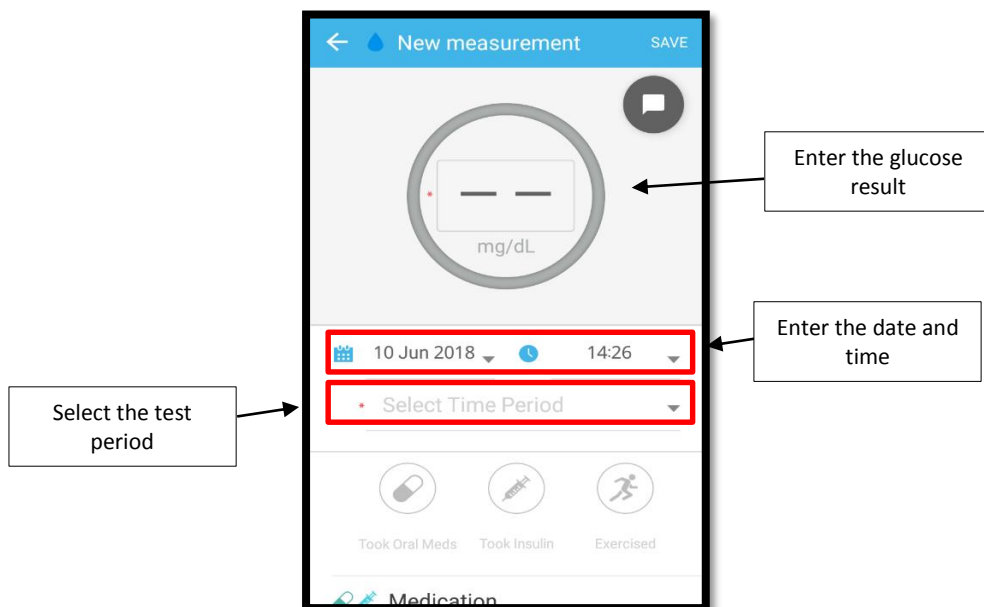 New measurement SAVE
Enter the glucose
result
mg/dL
Enter the date and
time
10 Jun 2018 14:26
Select the test
period
* Select Time Period
Took Oral Meds Took Insulin Exercised
Medication